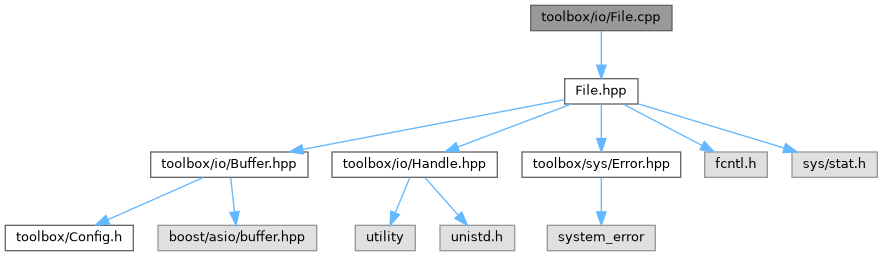 toolbox/io/File.cpp
File.hpp
toolbox/io/Buffer.hpp
toolbox/io/Handle.hpp
toolbox/sys/Error.hpp
fcntl.h
sys/stat.h
toolbox/Config.h
boost/asio/buffer.hpp
utility
unistd.h
system_error